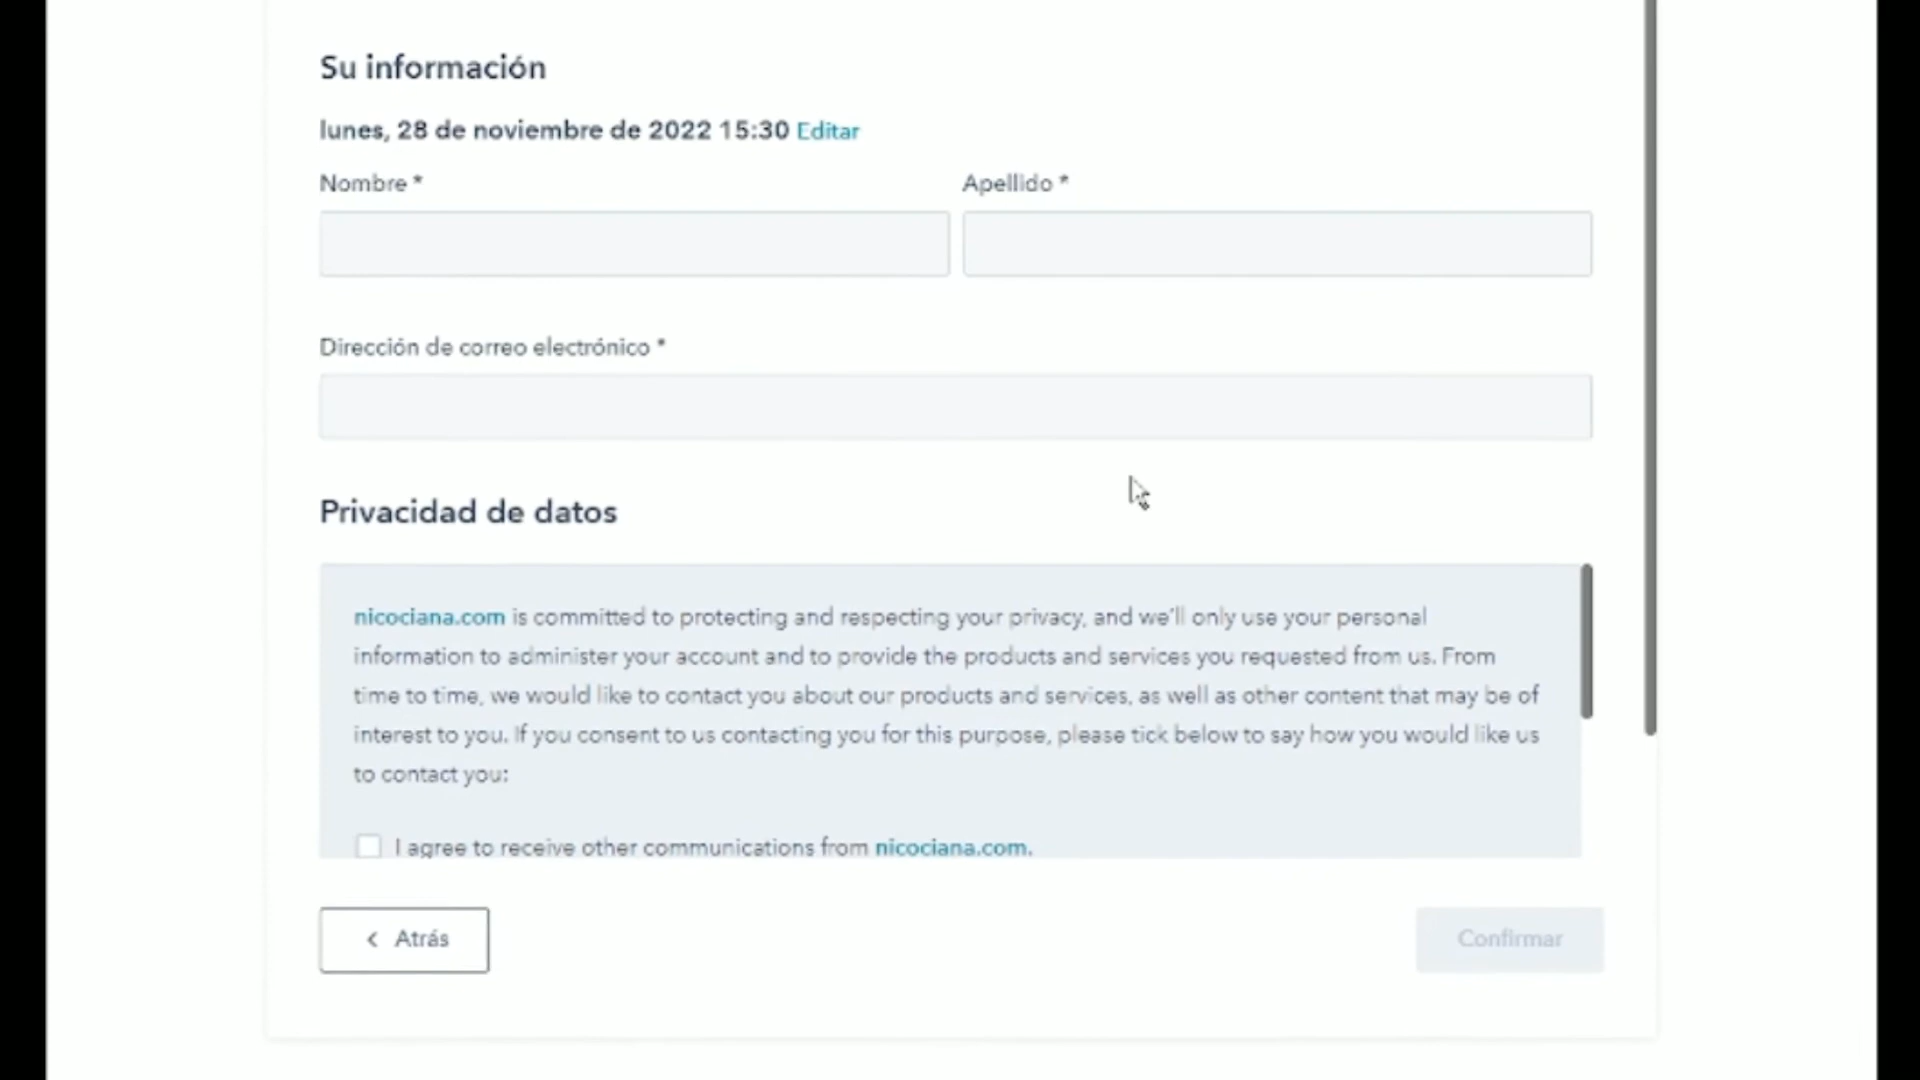 Su información
lunes, 28 de noviembre de 2022 15:30 Editar
Nombre * Apellido *
Dirección de correo electrónico *
Privacidad de datos
nicociana.com is committed to protecting and respecting your privacy, and we'll only use your personal
information to administer your account and to provide the products and services you requested from us. From
time to time, we would like to contact you about our products and services, as well as other content that may be of
interest to you. If you consent to us contacting you for this purpose, please tick below to say how you would like us
to contact you:
I agree to receive other communications from nicociana.com.
< Atrás Confirmar